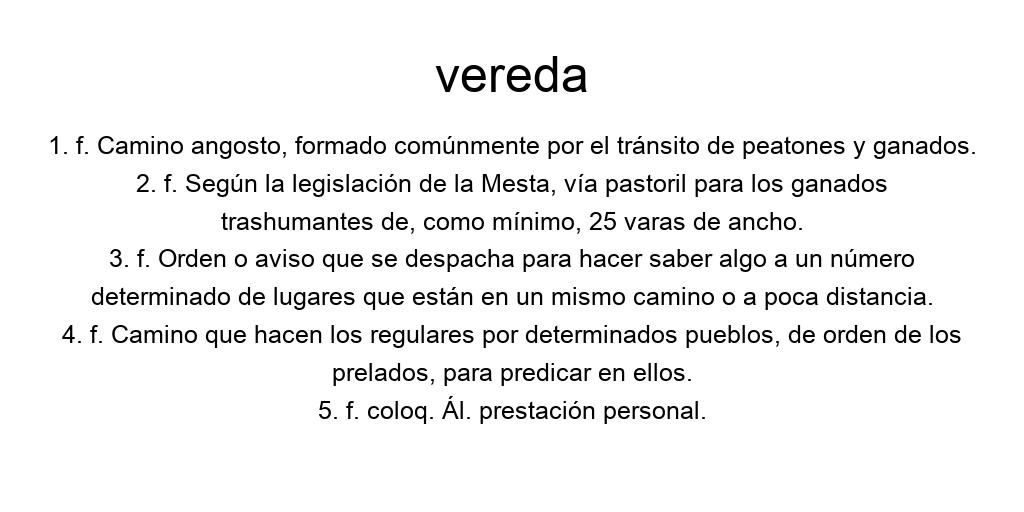 vereda
1. f. Camino angosto, formado comúnmente por el tránsito de peatones y ganados.
2. f. Según la legislación de la Mesta, vía pastoril para los ganados
trashumantes de, como mínimo, 25 varas de ancho.
3. f. Orden o aviso que se despacha para hacer saber algo a un número
determinado de lugares que están en un mismo camino o a poca distancia.
4. f. Camino que hacen los regulares por determinados pueblos, de orden de los
prelados, para predicar en ellos.
5. f. coloq. Ál. prestación personal.